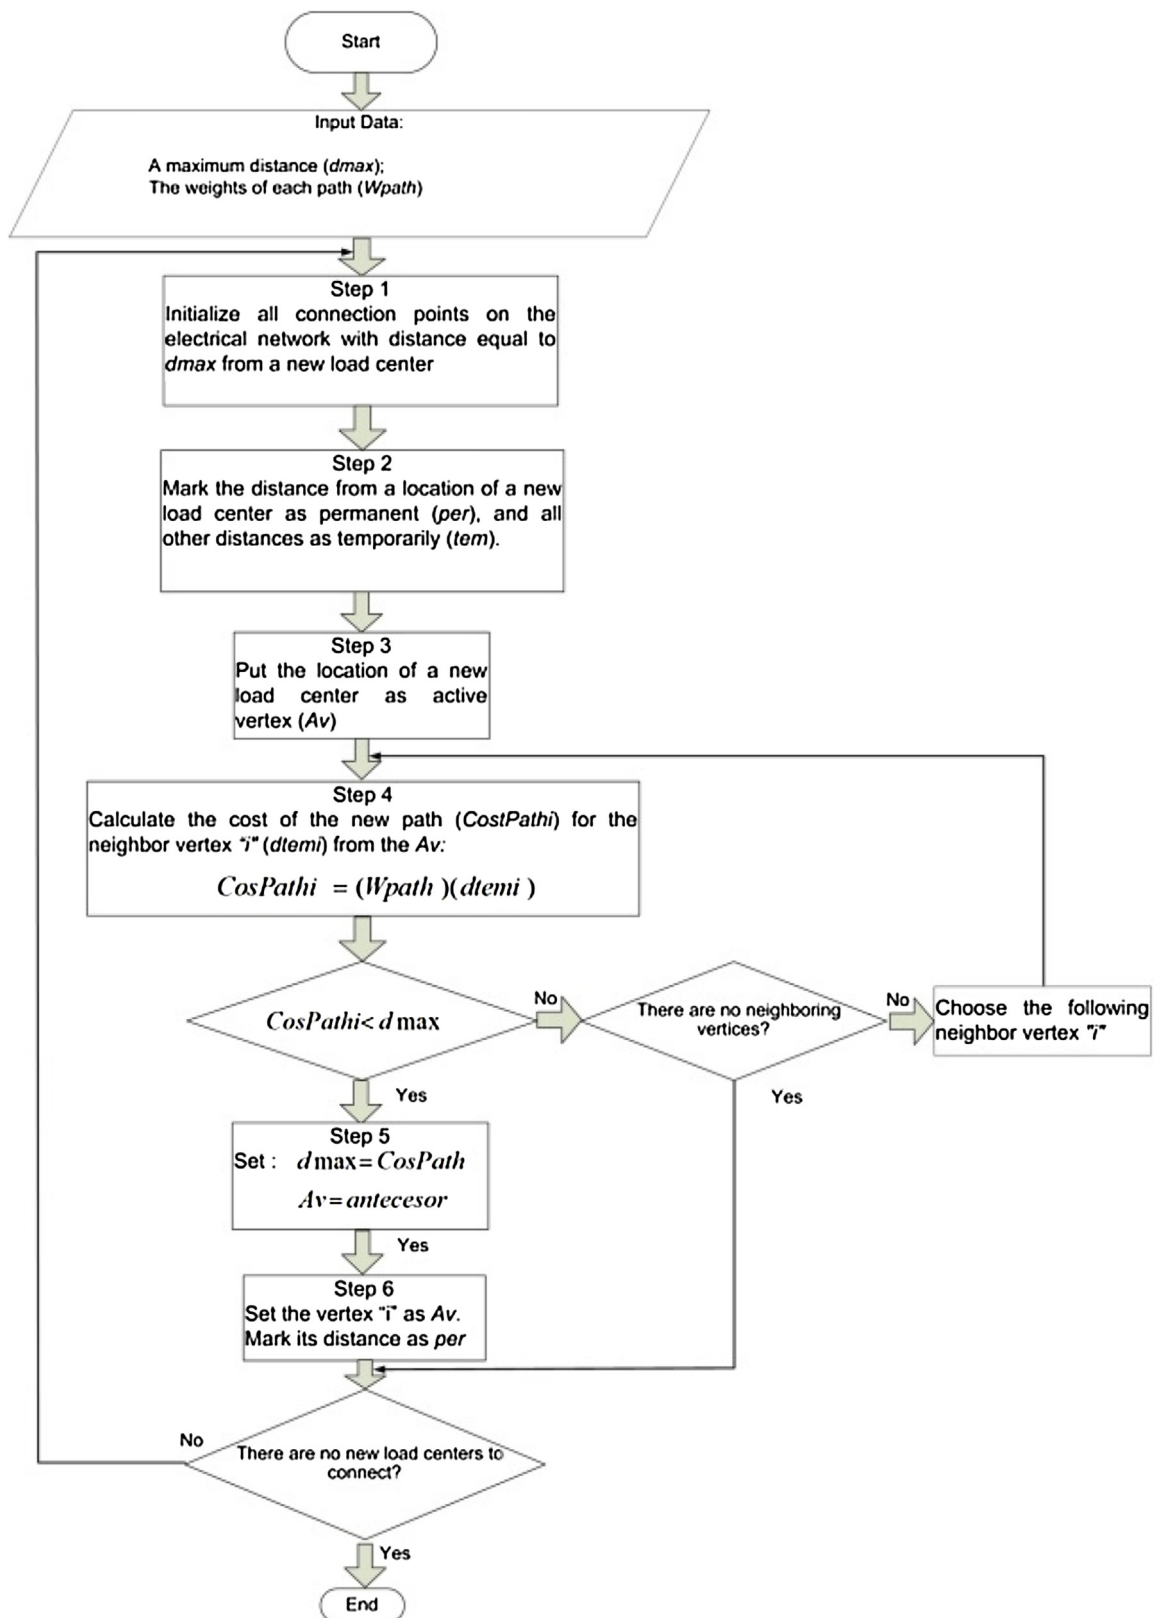 Start
Input Data:
A maximum distance (dmax);
The weights of each path (Wpath)
Step 1
Initialize all connection points on the
electrical network with distance equal to
dmax from a new load center
Step 2
Mark the distance from a location of a new
load center as permanent (per), and all
other distances as temporarily (tem).
Step 3
Put the location of a new
load center as active
vertex (Av)
Step 4
Calculate the cost of the new path (CostPathi) for the
neighbor vertex "i" (dtemi) from the Av:
CosPathi = (Wpath )(dtemi )
CosPathi< d max
No
There are no neighboring
vertices?
No
Choose the following
neighbor vertex "i"
Yes
Yes
Step 5
Set : d max= CosPath
Av= antecesor
Yes
Step 6
Set the vertex "i" as Av.
Mark its distance as per
No
There are no new load centers to
connect?
Yes
End